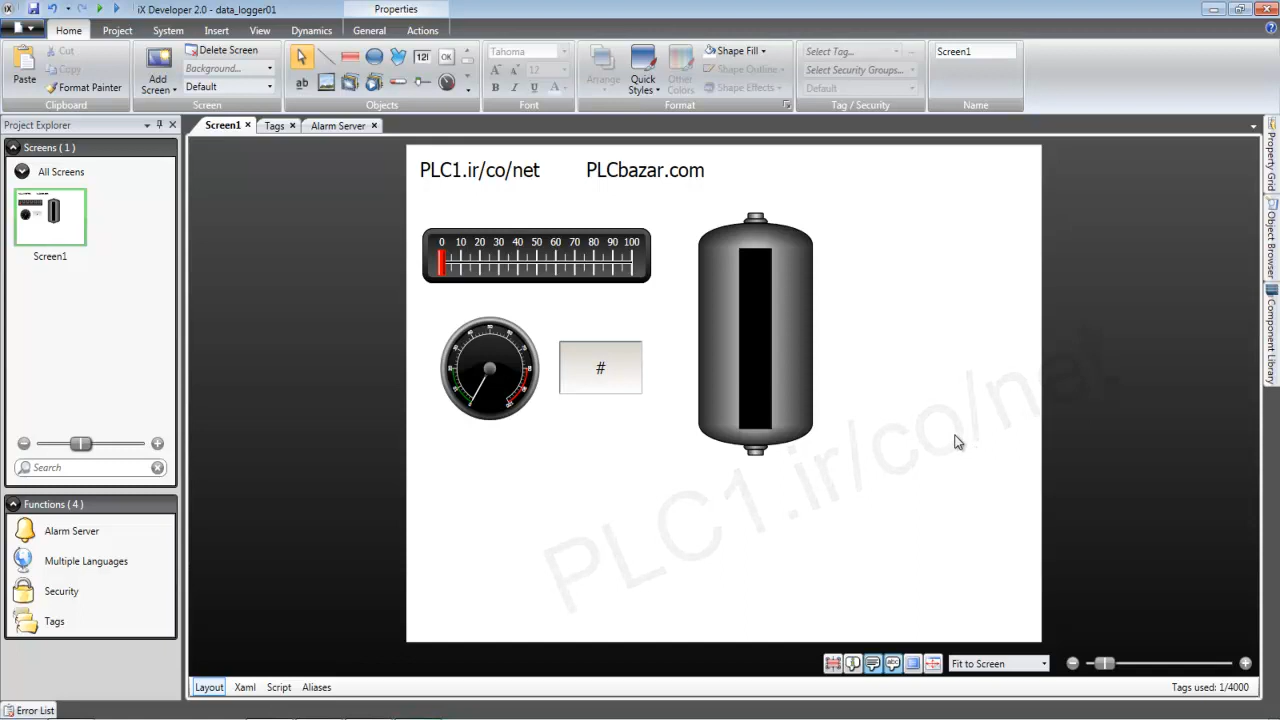 iX Developer 2.0 - data_logger01
Properties
Home Project System Insert View Dynamics General Actions
Paste
Cut
Copy
Format Painter
Clipboard
Add Screen
Delete Screen
Background...
Default
Screen
ab
12
OK
Objects
Tahoma
A A 12
B I U A
Font
Arrange
Quick Styles
Other Colors
Shape Fill
Shape Outline
Shape Effects
Format
Select Tag...
Select Security Groups...
Default
Tag / Security
Screen1
Name
Project Explorer
Screen1 Tags Alarm Server
Screens ( 1 )
All Screens
Screen1
Search
Functions ( 4 )
Alarm Server
Multiple Languages
Security
Tags
PLC1.ir/co/net PLCbazar.com
0 10 20 30 40 50 60 70 80 90 100
#
PLC1.ir/co/net
Property Grid
Object Browser
Component Library
abc
Fit to Screen
Layout Xaml Script Aliases
Tags used: 1/4000
Error List